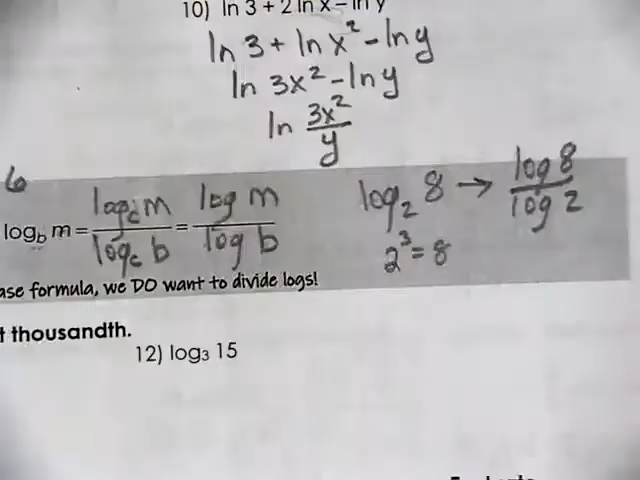 10) ln 3 + 2 ln x – ln y
ln 3 + ln x² - ln y
ln 3x² - ln y
ln 3x²/y
6
log_b m = log_c m/log_c b = log m/log b
log₂ 8 → log 8/log 2
2³ = 8
ase formula, we DO want to divide logs!
t thousandth.
12) log₃ 15